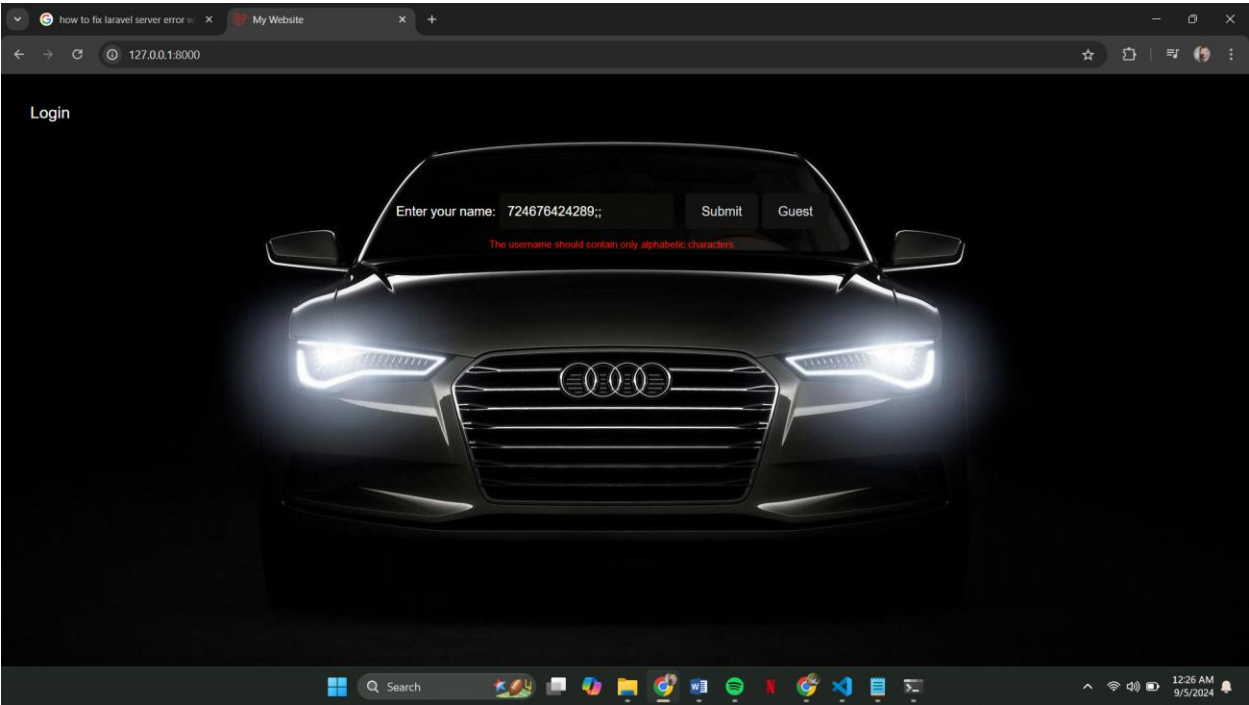 how to fix laravel server error w
My Website
127.0.0.1:8000
Login
Enter your name: 724676424289;; Submit Guest
The username should contain only alphabetic characters.
Search
12:26 AM
9/5/2024